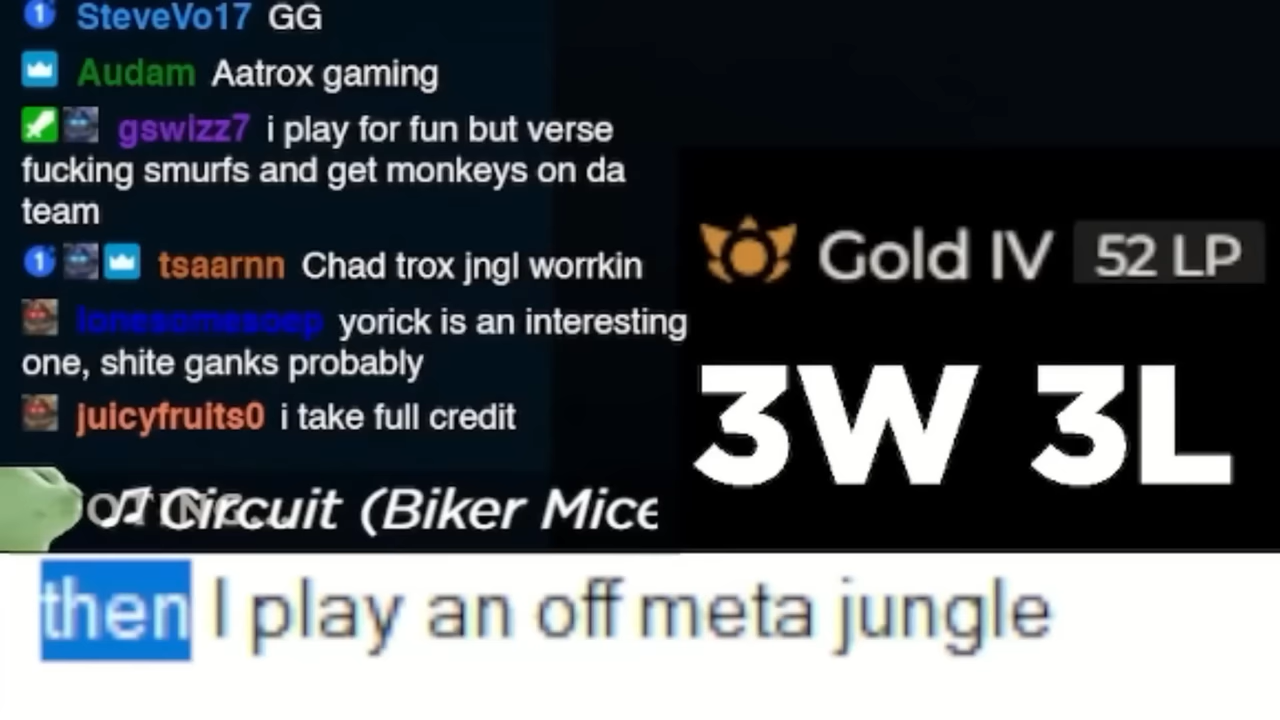 SteveVo17 GG
Audam Aatrox gaming
gswizz7 i play for fun but verse
fucking smurfs and get monkeys on da
team
tsaarnn Chad trox jngl worrkin
lonesomesoep yorick is an interesting
one, shite ganks probably
juicyfruits0 i take full credit
♫ Circuit (Biker Mice
Gold IV 52 LP
3W 3L
then I play an off meta jungle